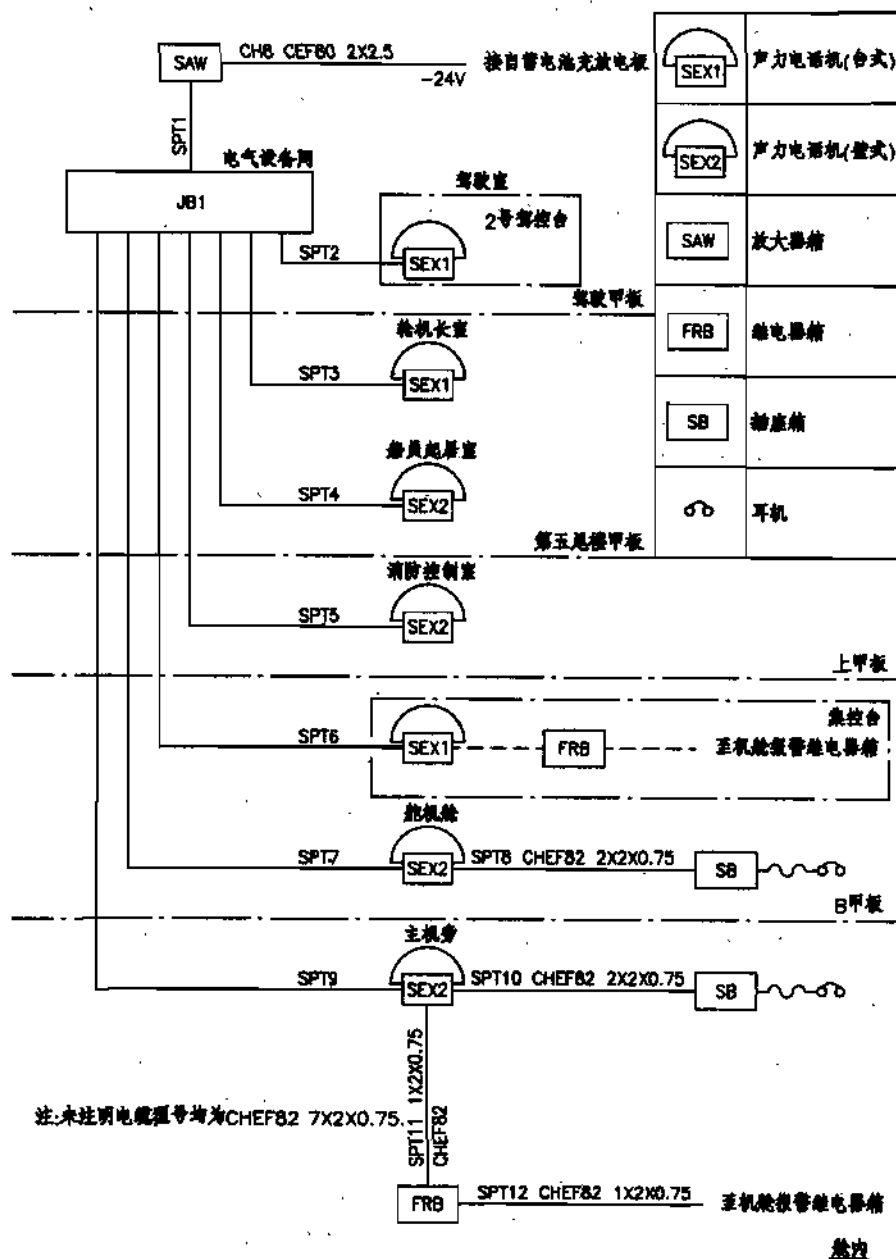 SAW
CH8 CEF80 2X2.5
-24V
接自蓄电池充放电板
SPT1
电气设备间
JB1
驾驶室
2号驾控台
SPT2
SEX1
驾驶甲板
轮机长室
SPT3
SEX1
船员起居室
SPT4
SEX2
第五尾楼甲板
消防控制室
SPT5
SEX2
上甲板
集控台
SPT6
SEX1
FRB
至机舱报警继电器箱
舵机舱
SPT7
SEX2
SPT8 CHEF82 2X2X0.75
SB
B甲板
主机旁
SPT9
SEX2
SPT10 CHEF82 2X2X0.75
SB
SPT11 1X2X0.75
CHEF82
注:未注明电缆型号均为CHEF82 7X2X0.75.
FRB
SPT12 CHEF82 1X2X0.75
至机舱报警继电器箱
舱内
SEX1
声力电话机(台式)
SEX2
声力电话机(壁式)
SAW
放大器箱
FRB
继电器箱
SB
插座箱
耳机